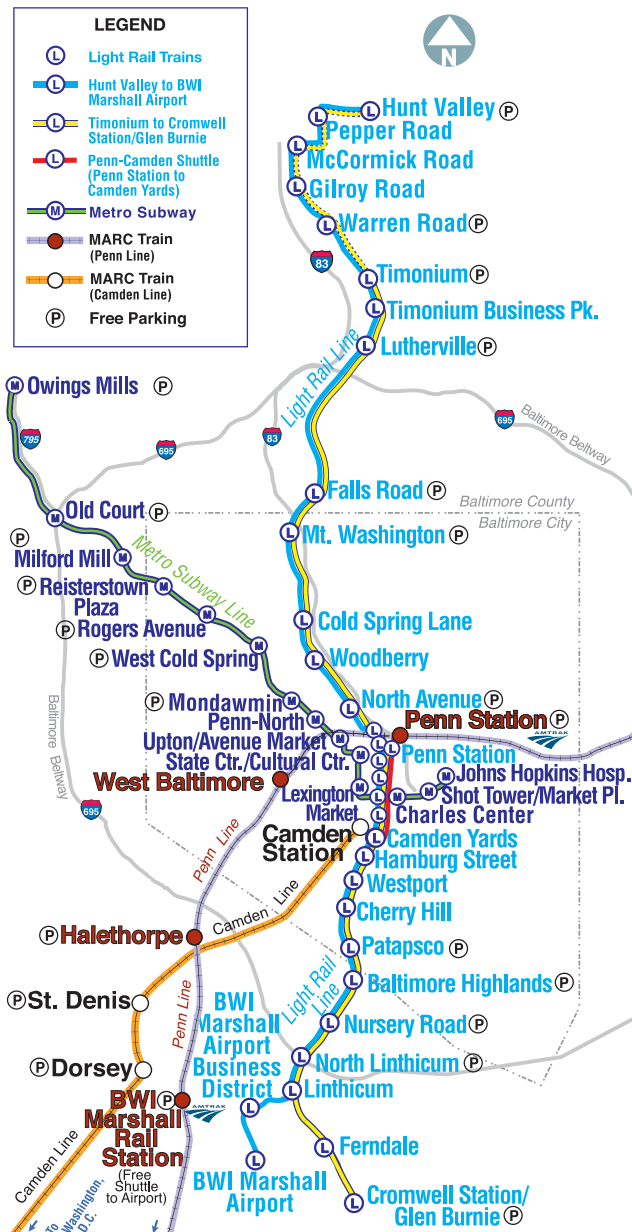 LEGEND
L Light Rail Trains
L Hunt Valley to BWI
Marshall Airport
L Timonium to Cromwell
Station/Glen Burnie
L Penn-Camden Shuttle
(Penn Station to
Camden Yards)
M Metro Subway
MARC Train
(Penn Line)
MARC Train
(Camden Line)
P Free Parking
N
L Hunt Valley P
L Pepper Road
L McCormick Road
L Gilroy Road
L Warren Road P
83
L Timonium P
L Timonium Business Pk.
L Lutherville P
Light Rail Line
M Owings Mills P
795
695
83
695
Baltimore Beltway
L Falls Road P
Baltimore County
Baltimore City
M Old Court P
L Mt. Washington P
P
Milford Mill M
Metro Subway Line
P Reisterstown M
Plaza
P Rogers Avenue M
L Cold Spring Lane
P West Cold Spring M
L Woodberry
Baltimore Beltway
P Mondawmin M
L North Avenue P
Penn-North M
Penn Station P
AMTRAK
Upton/Avenue Market M
L Penn Station
State Ctr./Cultural Ctr. M
West Baltimore
M Johns Hopkins Hosp.
Lexington
Market
M Shot Tower/Market Pl.
M Charles Center
695
Camden
Station
L Camden Yards
L Hamburg Street
Penn Line
L Westport
L Cherry Hill
Camden Line
P Halethorpe
L Patapsco P
Light Rail
Line
L Baltimore Highlands P
P St. Denis
Penn Line
BWI
Marshall
Airport
Business
District
L Nursery Road P
L North Linthicum P
P Dorsey
L Linthicum
BWI P
Marshall
Rail
Station
AMTRAK
(Free
Shuttle
to Airport)
L
L Ferndale
L
BWI Marshall
Airport
L Cromwell Station/
Glen Burnie P
Camden Line
To
Washington,
D.C.